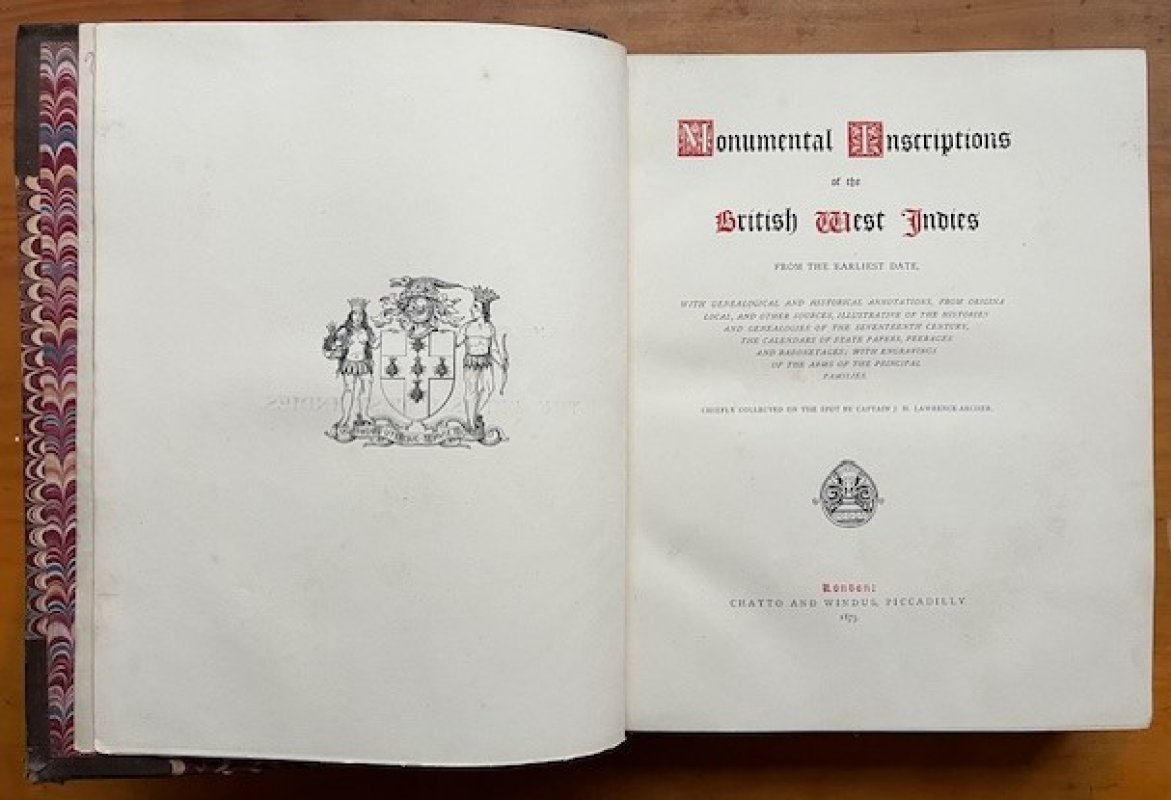 Monumental Inscriptions
of the
British West Indies
FROM THE EARLIEST DATE,
WITH GENEALOGICAL AND HISTORICAL ANNOTATIONS, FROM ORIGINA
LOCAL, AND OTHER SOURCES, ILLUSTRATIVE OF THE HISTORIES
AND GENEALOGIES OF THE SEVENTEENTH CENTURY,
THE CALENDARS OF STATE PAPERS, PEERAGES
AND BARONETAGES; WITH ENGRAVINGS
OF THE ARMS OF THE PRINCIPAL
FAMILIES.
CHIEFLY COLLECTED ON THE SPOT BY CAPTAIN J. H. LAWRENCE-ARCHER.
London:
CHATTO AND WINDUS, PICCADILLY.
1875.